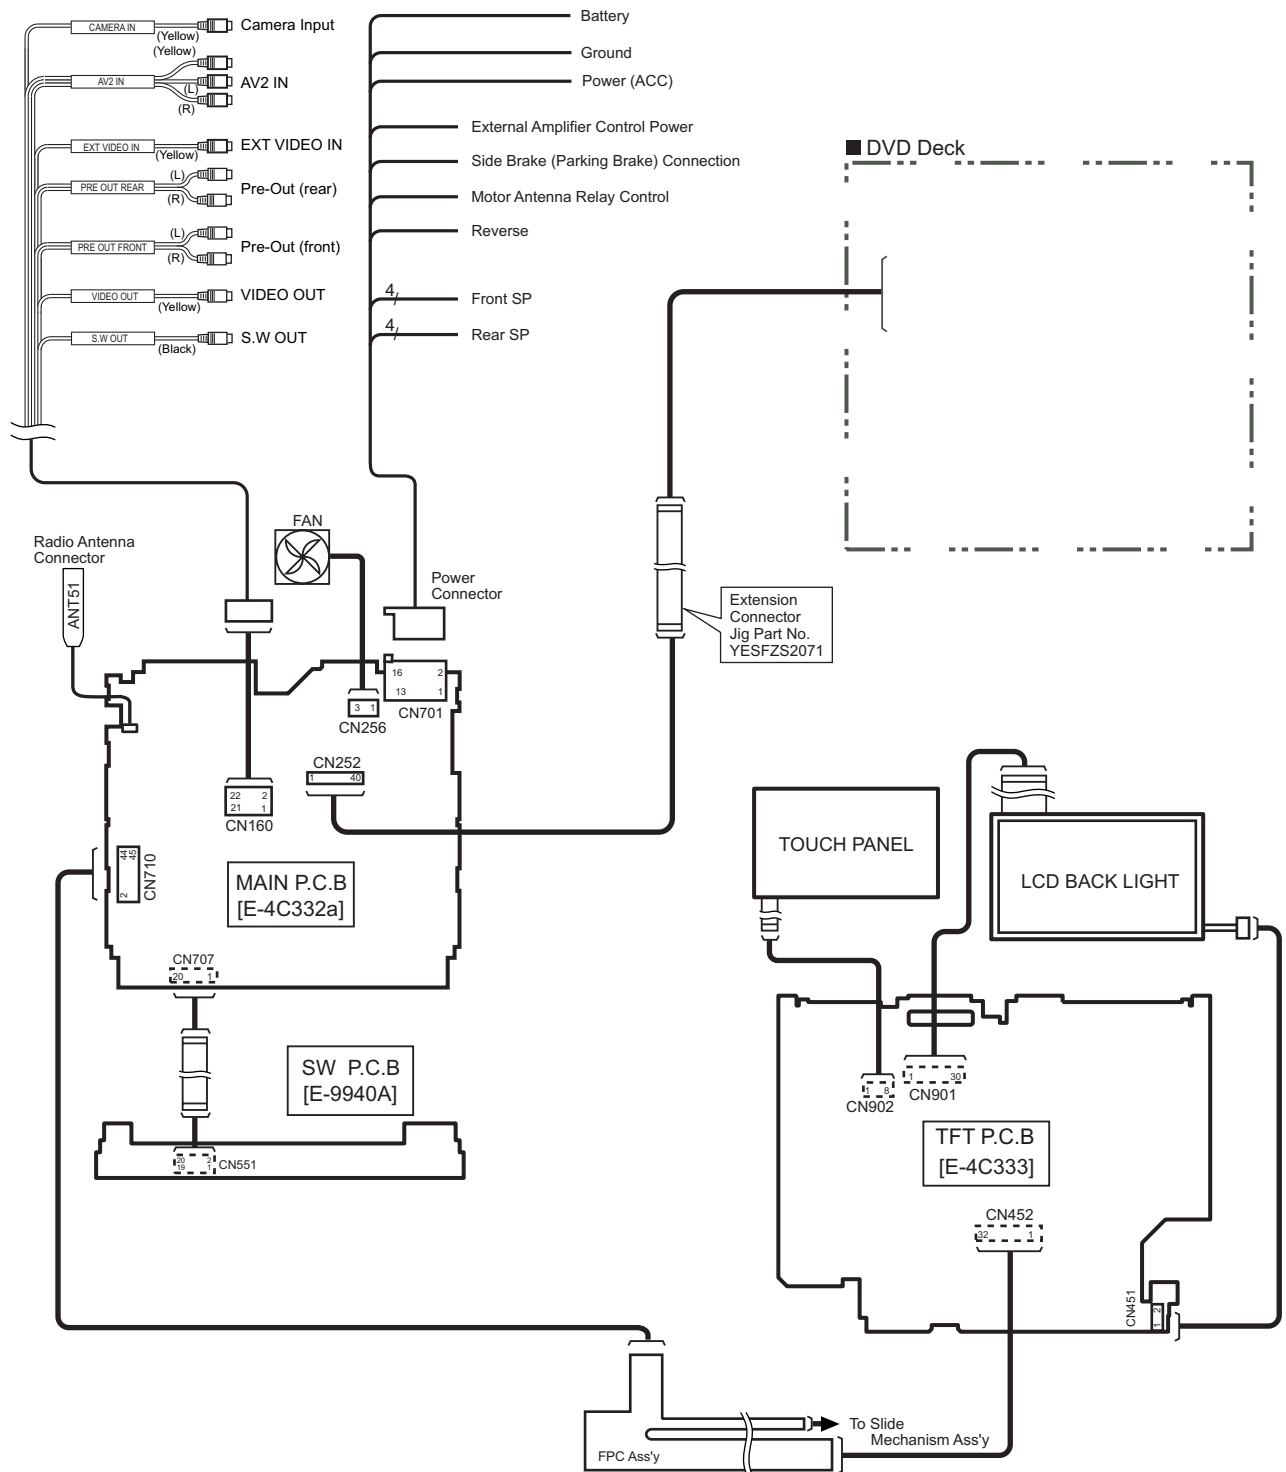 CAMERA IN
(Yellow)
Camera Input
(Yellow)
AV2 IN
(L)
(R)
AV2 IN
EXT VIDEO IN
(Yellow)
EXT VIDEO IN
PRE OUT REAR
(L)
(R)
Pre-Out (rear)
PRE OUT FRONT
(L)
(R)
Pre-Out (front)
VIDEO OUT
(Yellow)
VIDEO OUT
S.W OUT
(Black)
S.W OUT
Battery
Ground
Power (ACC)
External Amplifier Control Power
Side Brake (Parking Brake) Connection
Motor Antenna Relay Control
Reverse
4
Front SP
4
Rear SP
■ DVD Deck
Radio Antenna
Connector
ANT51
FAN
Power
Connector
Extension
Connector
Jig Part No.
YESFZS2071
16 2
13 1
CN701
3 1
CN256
CN252
1 40
22 2
21 1
CN160
44
45
2
CN710
MAIN P.C.B
[E-4C332a]
CN707
20 1
SW P.C.B
[E-9940A]
20 2
19 1
CN551
TOUCH PANEL
LCD BACK LIGHT
1 8
CN902
1 30
CN901
TFT P.C.B
[E-4C333]
CN452
32 1
CN451
1 2
To Slide
Mechanism Ass'y
FPC Ass'y